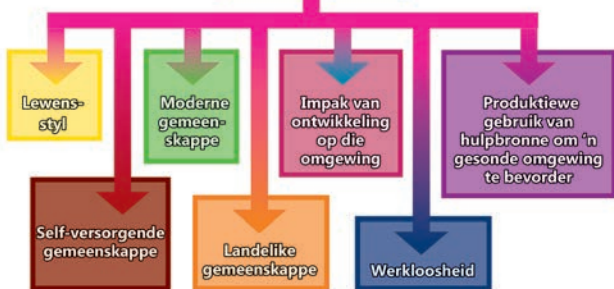 Lewens-
styl
Moderne
gemeen-
skappe
Impak van
ontwikkeling
op die
omgewing
Produktiewe
gebruik van
hulpbronne om ‘n
gesonde omgewing
te bevorder
Self-versorgende
gemeenskappe
Landelike
gemeenskappe
Werkloosheid